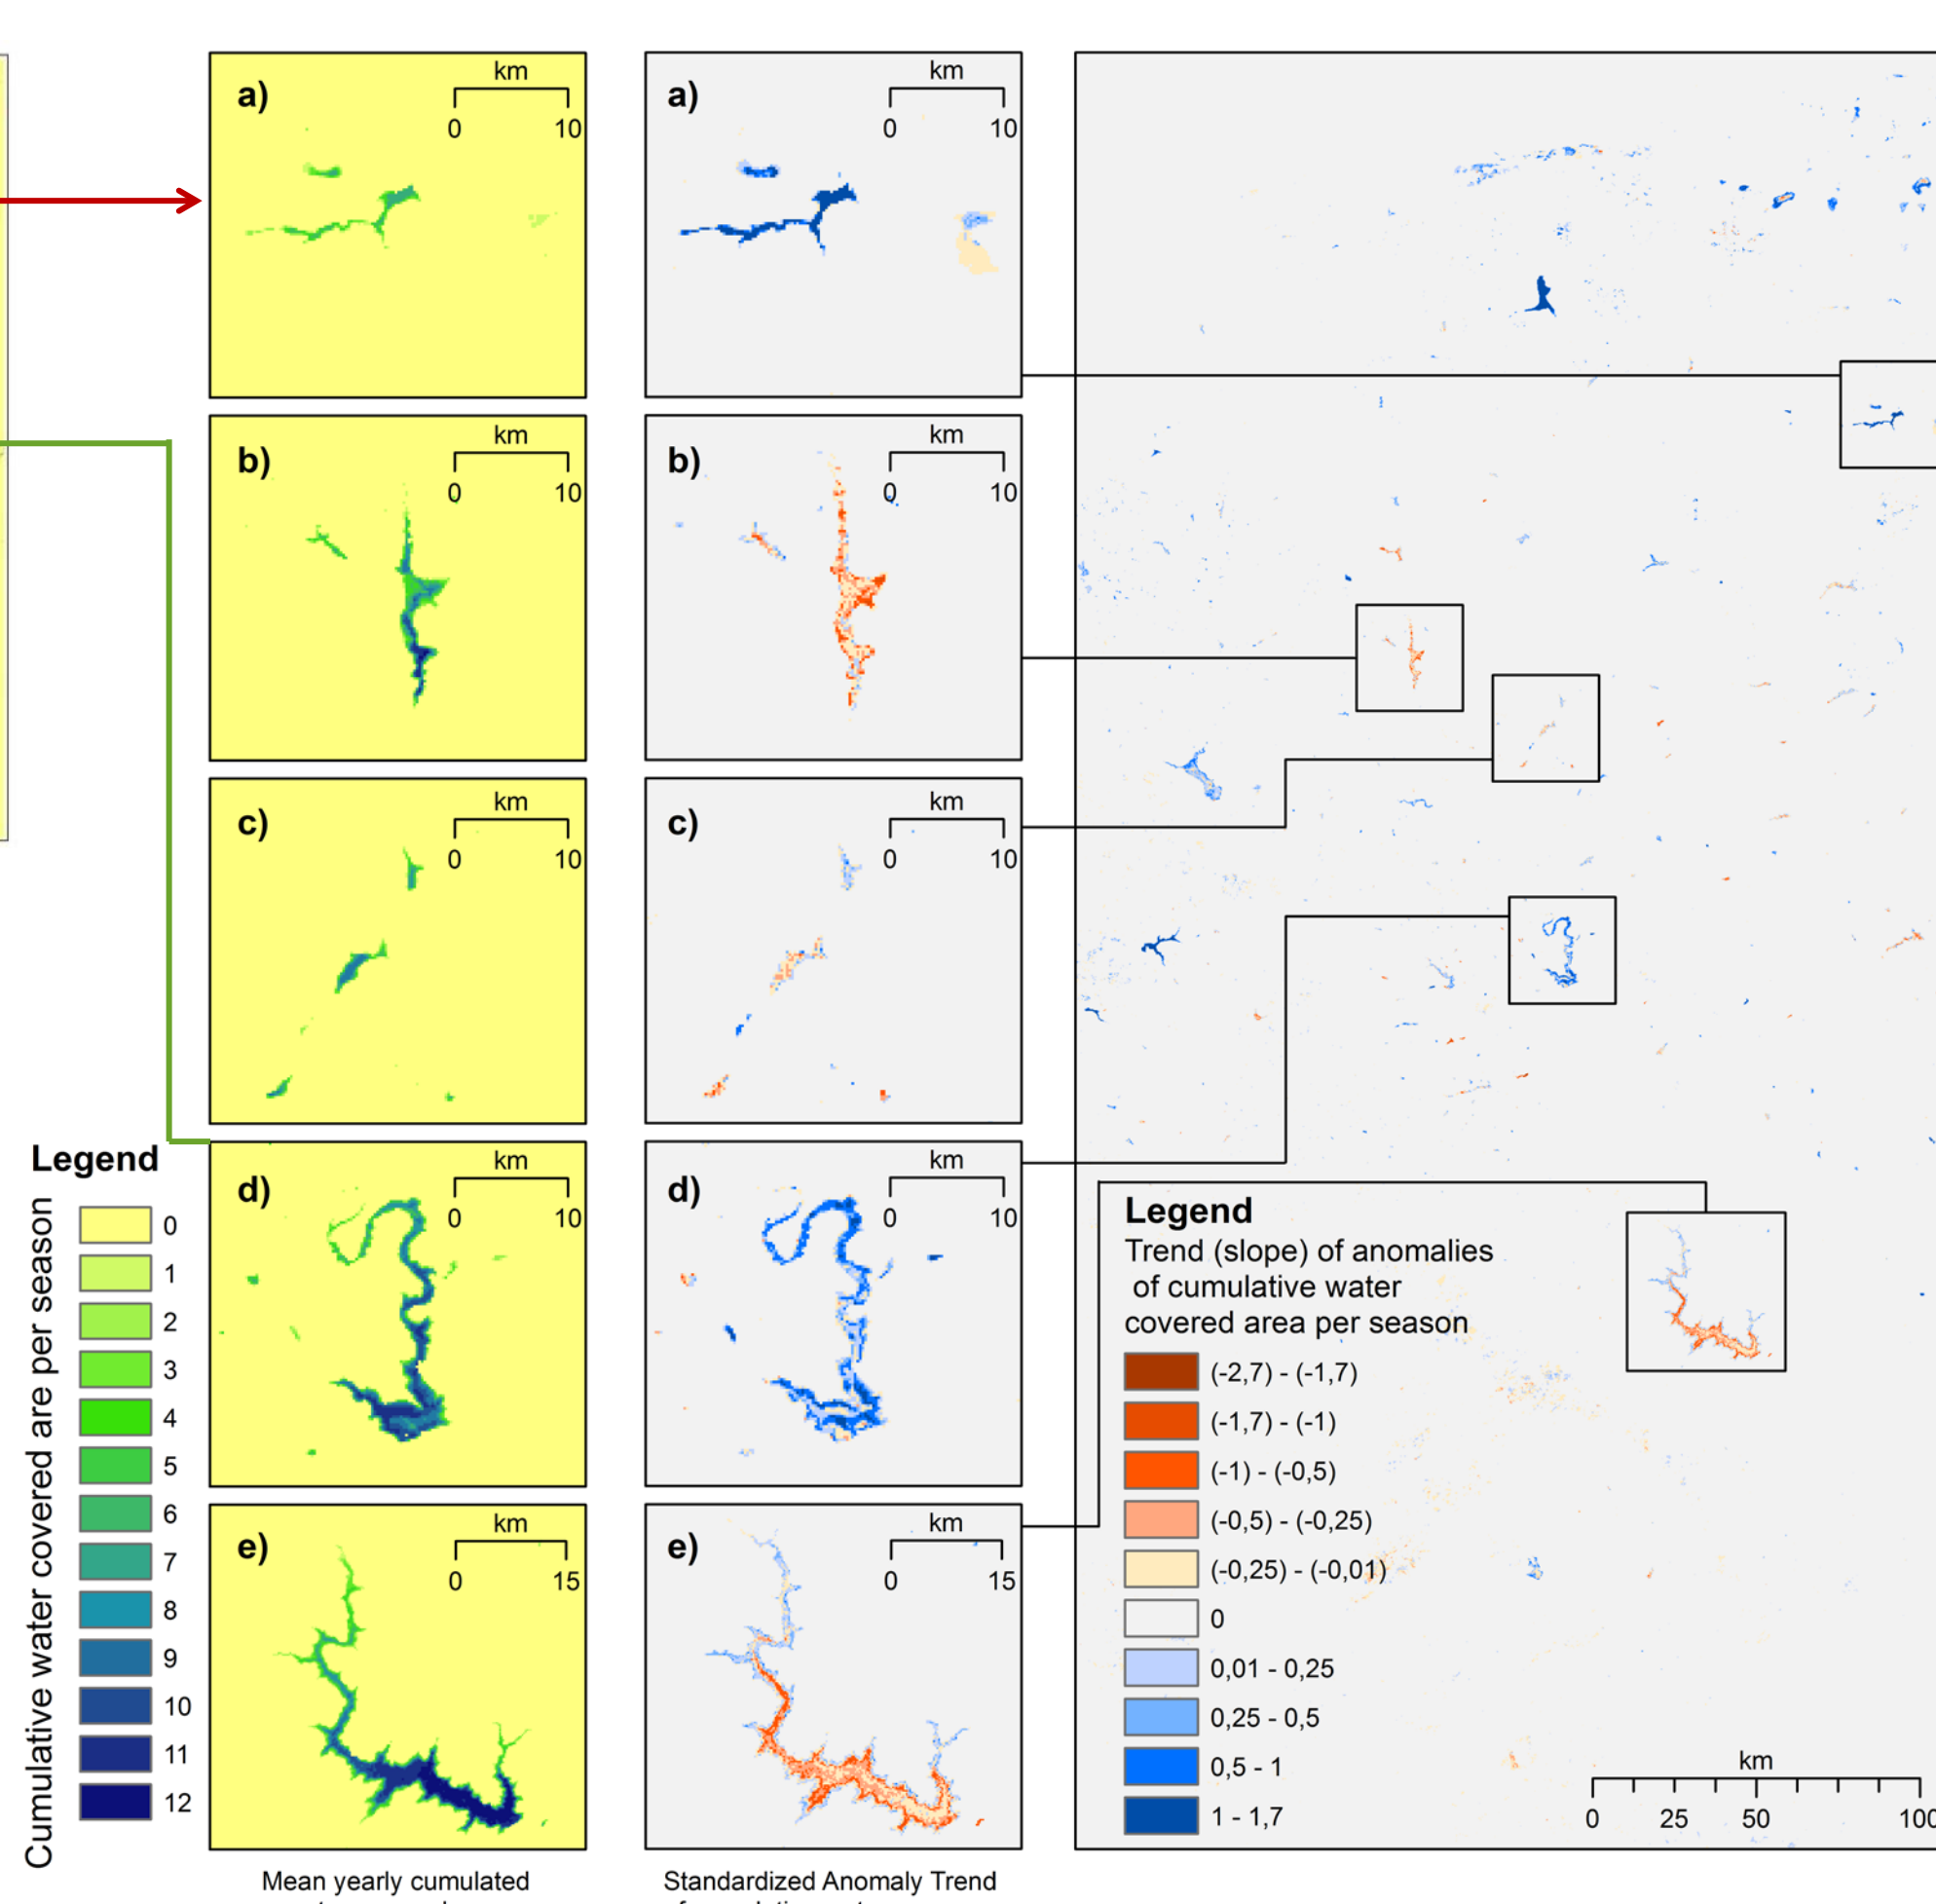 a)
km
0 10
a)
km
0 10
b)
km
0 10
b)
km
0 10
c)
km
0 10
c)
km
0 10
d)
km
0 10
d)
km
0 10
e)
km
0 15
e)
km
0 15
Legend
Cumulative water covered are per season
0
1
2
3
4
5
6
7
8
9
10
11
12
Legend
Trend (slope) of anomalies
of cumulative water
covered area per season
(-2,7) - (-1,7)
(-1,7) - (-1)
(-1) - (-0,5)
(-0,5) - (-0,25)
(-0,25) - (-0,01)
0
0,01 - 0,25
0,25 - 0,5
0,5 - 1
1 - 1,7
km
0 25 50 100
Mean yearly cumulated
Standardized Anomaly Trend